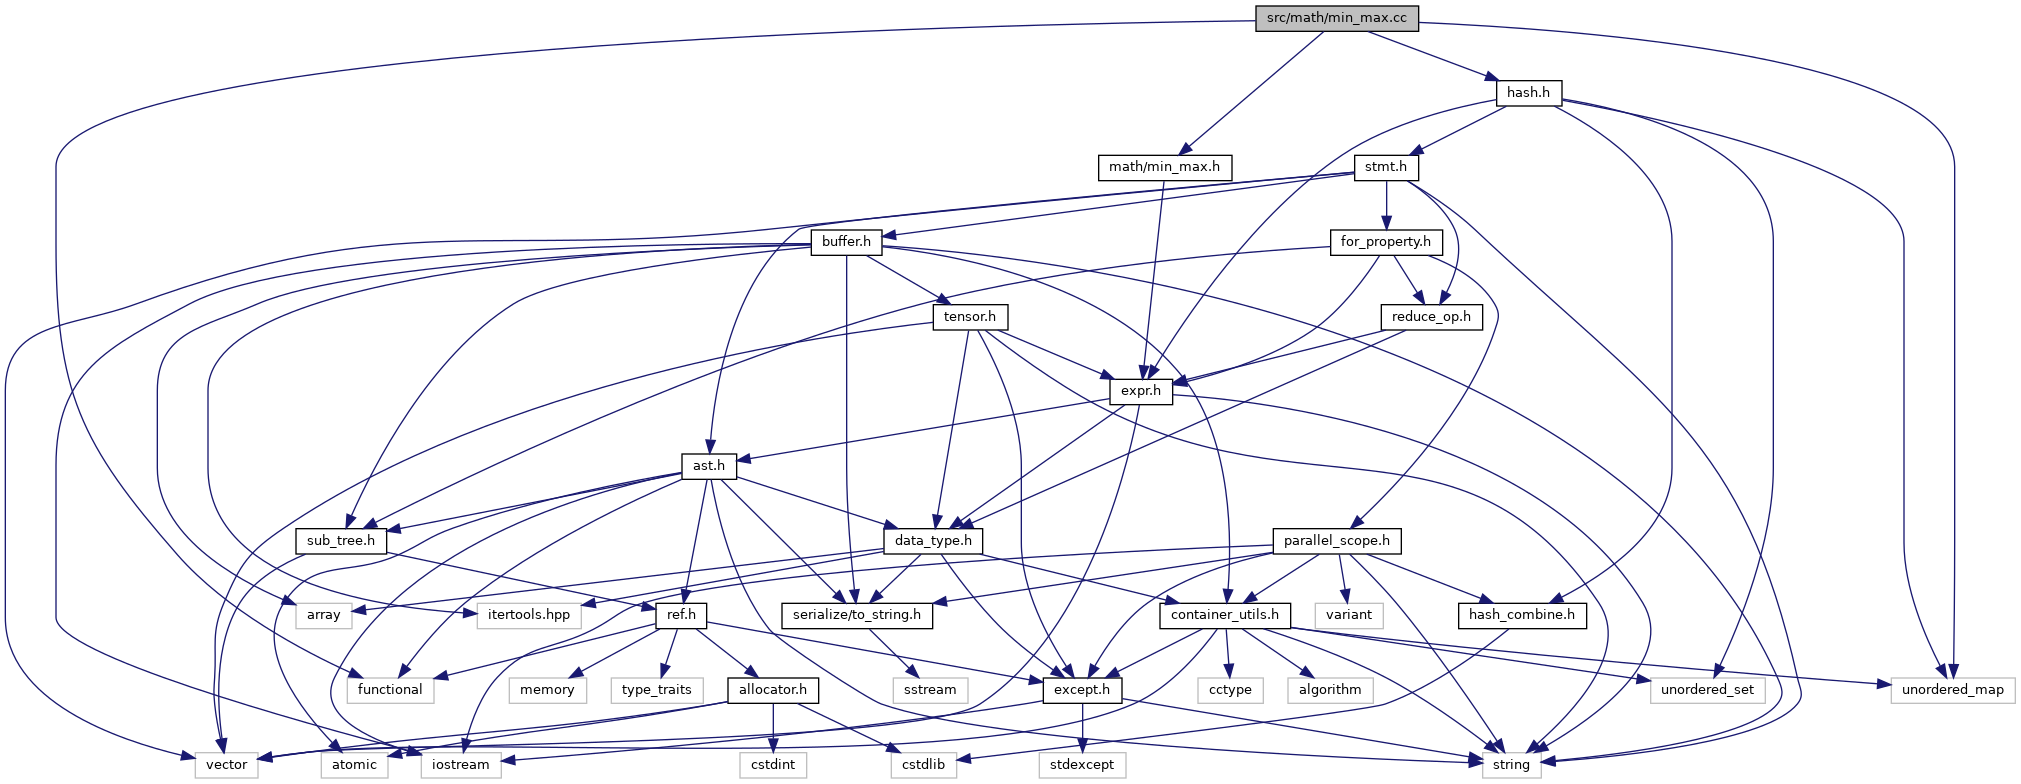 src/math/min_max.cc
hash.h
math/min_max.h
stmt.h
buffer.h
for_property.h
tensor.h
reduce_op.h
expr.h
ast.h
sub_tree.h
data_type.h
parallel_scope.h
array
itertools.hpp
ref.h
serialize/to_string.h
container_utils.h
variant
hash_combine.h
functional
memory
type_traits
allocator.h
sstream
except.h
cctype
algorithm
unordered_set
unordered_map
vector
atomic
iostream
cstdint
cstdlib
stdexcept
string